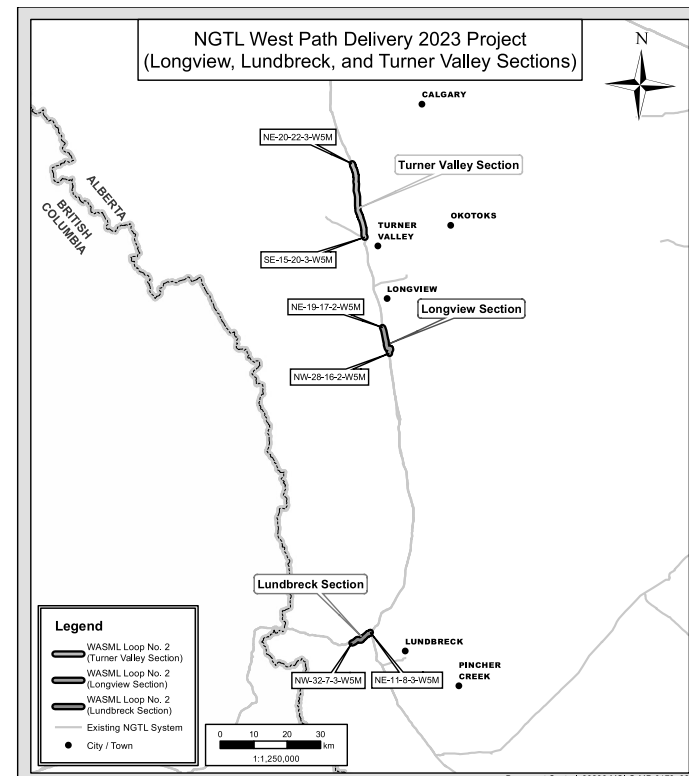 NGTL West Path Delivery 2023 Project
(Longview, Lundbreck, and Turner Valley Sections)
N
CALGARY
NE-20-22-3-W5M
Turner Valley Section
ALBERTA
BRITISH
COLUMBIA
OKOTOKS
TURNER
VALLEY
SE-15-20-3-W5M
LONGVIEW
NE-19-17-2-W5M
Longview Section
NW-28-16-2-W5M
Lundbreck Section
LUNDBRECK
PINCHER
CREEK
NW-32-7-3-W5M
NE-11-8-3-W5M
Legend
WASML Loop No. 2
(Turner Valley Section)
WASML Loop No. 2
(Longview Section)
WASML Loop No. 2
(Lundbreck Section)
Existing NGTL System
City / Town
0 10 20 30
km
1:1,250,000